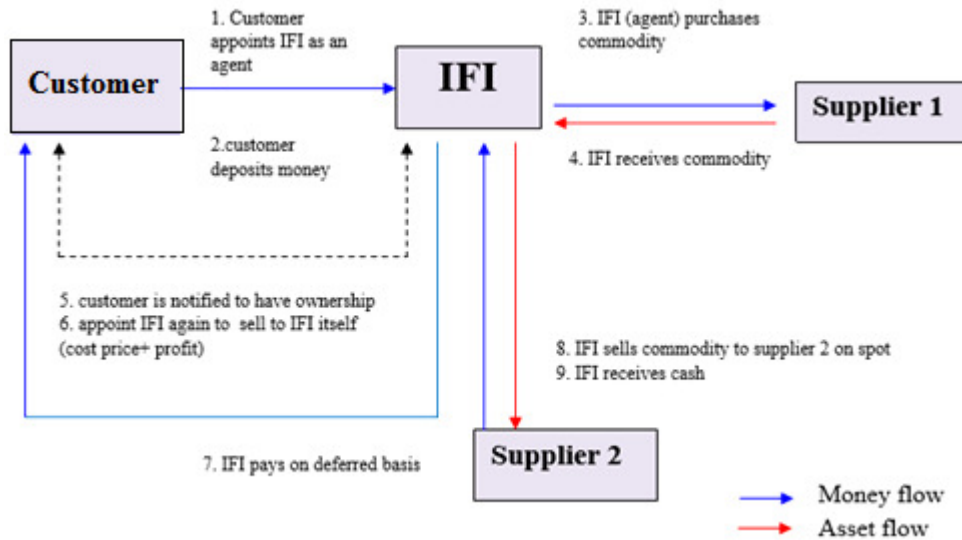 1. Customer
appoints IFI as an
agent
3. IFI (agent) purchases
commodity
Customer
IFI
Supplier 1
2.customer
deposits money
4. IFI receives commodity
5. customer is notified to have ownership
6. appoint IFI again to sell to IFI itself
(cost price+ profit)
8. IFI sells commodity to supplier 2 on spot
9. IFI receives cash
7. IFI pays on deferred basis
Supplier 2
Money flow
Asset flow